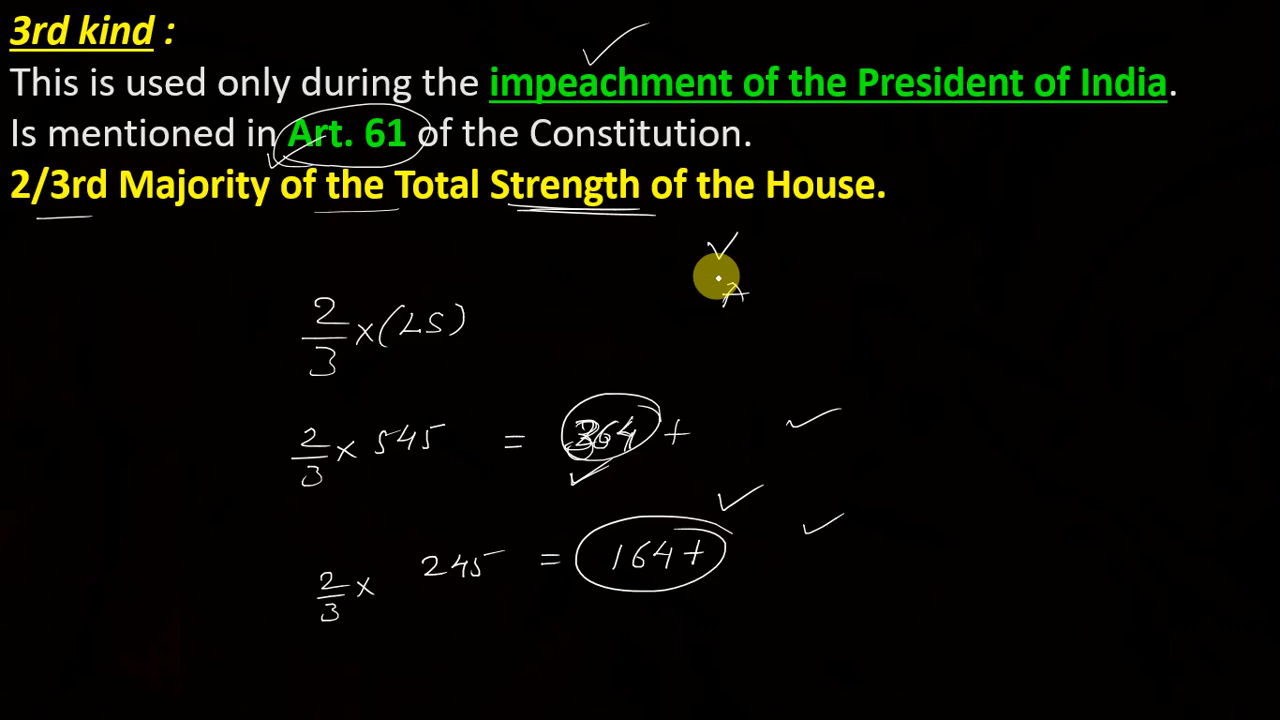 3rd kind :
This is used only during the impeachment of the President of India.
Is mentioned in Art. 61 of the Constitution.
2/3rd Majority of the Total Strength of the House.
A
2/3 × (LS)
2/3 × 545 = 364 +
2/3 × 245 = 164+